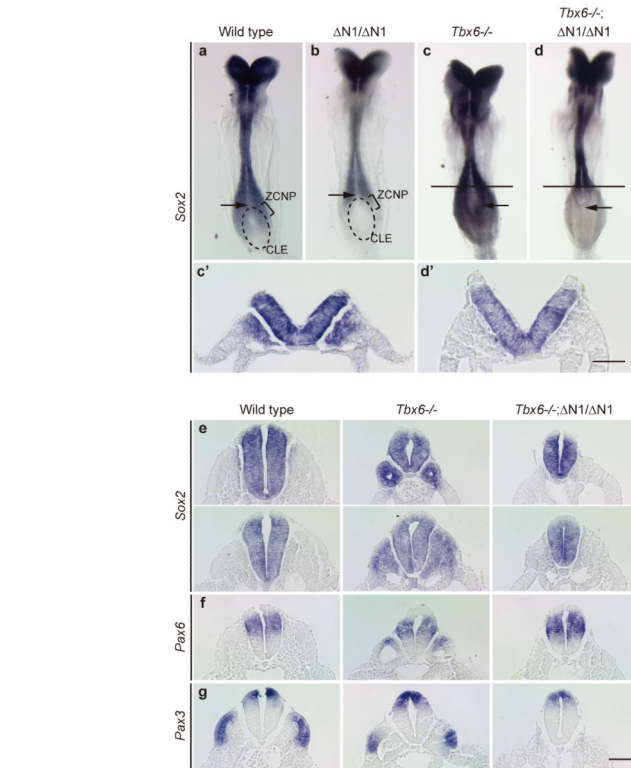 Wild type ΔN1/ΔN1 Tbx6-/- Tbx6-/-;
ΔN1/ΔN1
a b c d
Sox2
ZCNP ZCNP
CLE CLE
c’ d’
Wild type Tbx6-/- Tbx6-/-;ΔN1/ΔN1
e
Sox2
f
Pax6
g
Pax3